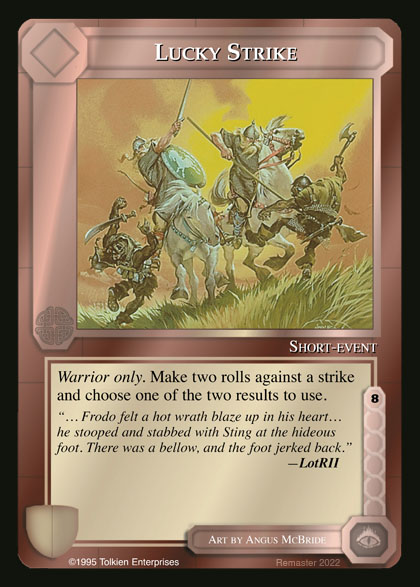 Lucky Strike
Short-event
Warrior only. Make two rolls against a strike
and choose one of the two results to use.
8
“… Frodo felt a hot wrath blaze up in his heart…
he stooped and stabbed with Sting at the hideous
foot. There was a bellow, and the foot jerked back.”
—LotRII
Art by Angus McBride
©1995 Tolkien Enterprises
Remaster 2022